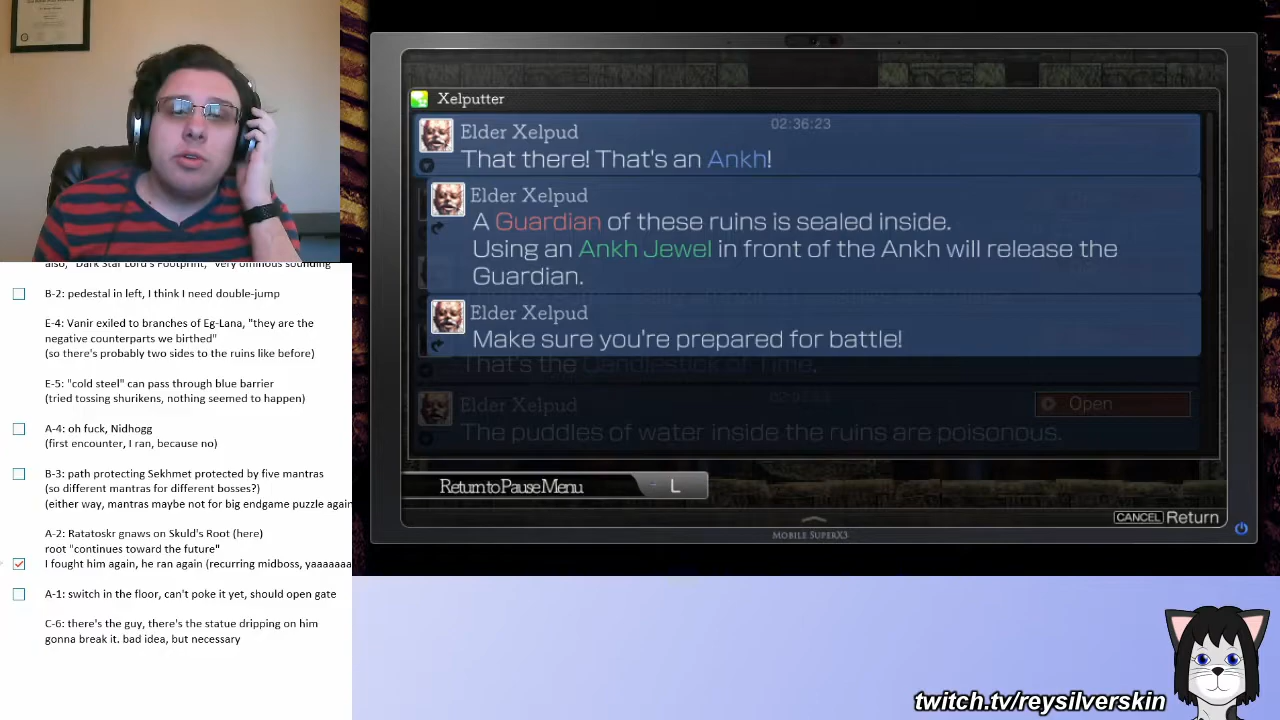 also, "Dark Star Lord's Footprint," very ominous sounding
B-2: pedestal in left, I think I need double-jump
E-4: Vanir exiled to branches of Eg-Lana, "they are the
negative counterparts we birthed"
(so there's probably two sides to the ruins like before)
E-5: "cold steel" can pass through blue barrier
(tried tossing shurikens, nothing seemed to happen)
A-4: oh fuck, Nidhogg
(first encounter, I ran, because no)
B-3: path protecting Sekhmet protected by five mantras
(so different mantras for different bosses?)
(either way, mantras maybe not for big endgame puzzle again
A-2: Ratatoskr gnaws on Skuld's Root (here)
root "continues toward the future"
I fought him again, he ran again (recurring midboss, yaaaaaaa
A-1: switch in the floor, can't poke it yet, should open gate
C-6: there's the guy, there's the statue dripping on him
gonna break it. bad idea, but necessary
Xelputter
02:36:23
Elder Xelpud
That there! That's an Ankh!
Elder Xelpud
A Guardian of these ruins is sealed inside.
Using an Ankh Jewel in front of the Ankh will release the
Guardian.
Elder Xelpud
Make sure you're prepared for battle!
That's the Candlestick of Time.
Elder Xelpud
Open
The puddles of water inside the ruins are poisonous.
Return to Pause Menu
L
CANCEL Return
MOBILE SUPERX3
twitch.tv/reysilverskin